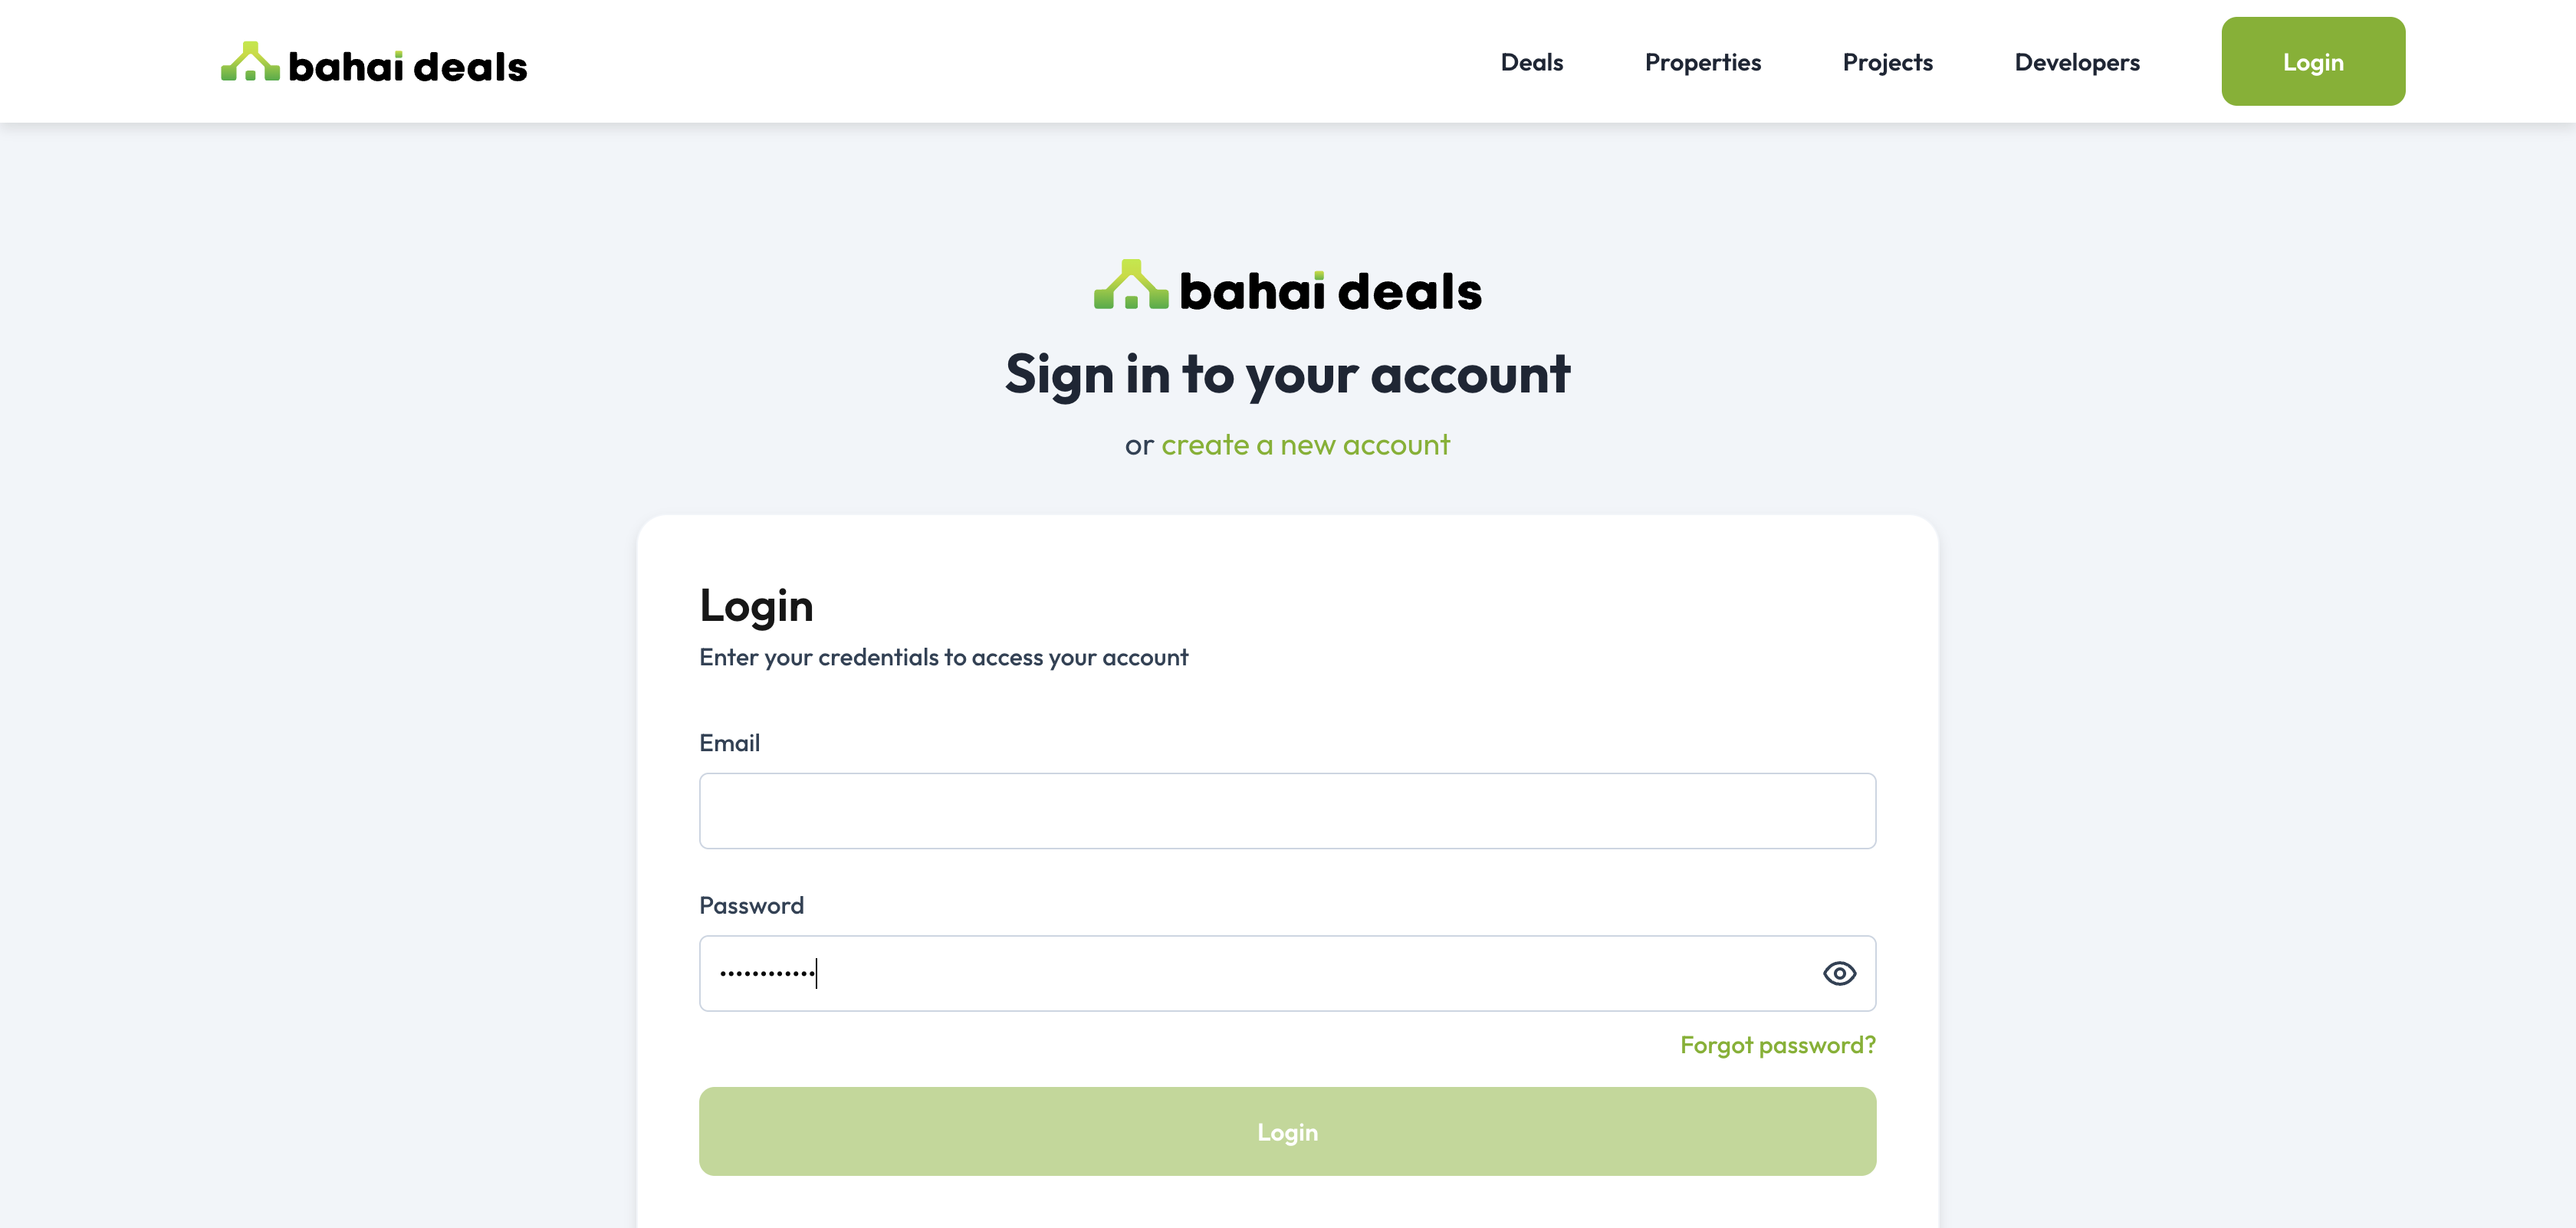 bahai deals
Deals Properties Projects Developers Login
bahai deals
Sign in to your account
or create a new account
Login
Enter your credentials to access your account
Email
Password
••••••••••••
Forgot password?
Login